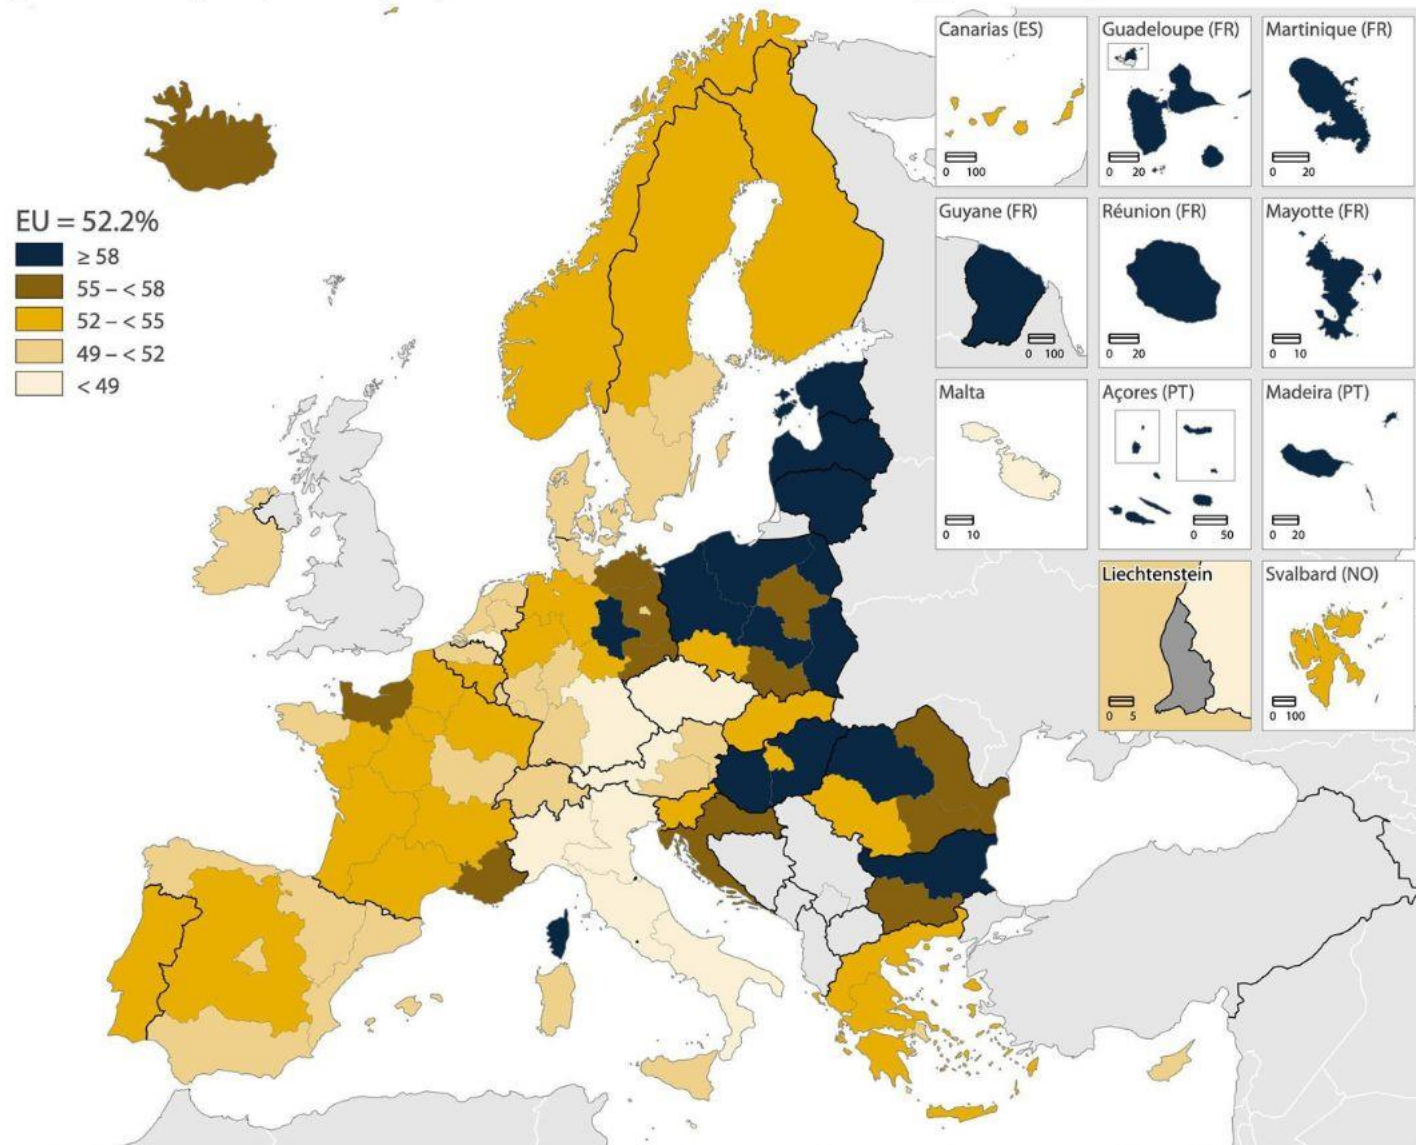 Canarias (ES)
0 100
Guadeloupe (FR)
0 20
Martinique (FR)
0 20
EU = 52.2%
≥ 58
55 – < 58
52 – < 55
49 – < 52
< 49
Guyane (FR)
0 100
Réunion (FR)
0 20
Mayotte (FR)
0 10
Malta
0 10
Açores (PT)
0 50
Madeira (PT)
0 20
Liechtenstein
0 5
Svalbard (NO)
0 100